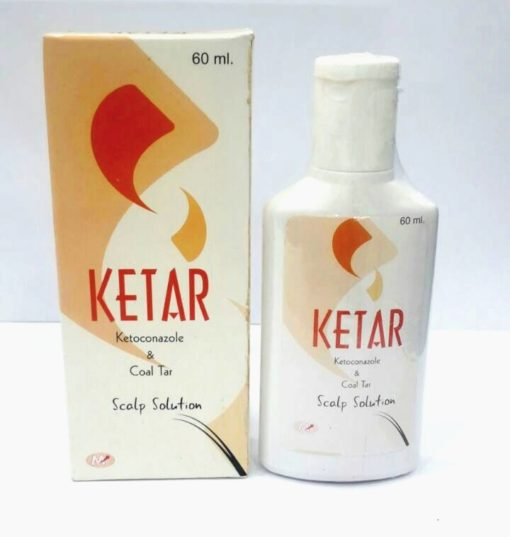 60 ml.
KETAR
Ketoconazole
&
Coal Tar
Scalp Solution
60 ml.
KETAR
Ketoconazole
&
Coal Tar
Scalp Solution